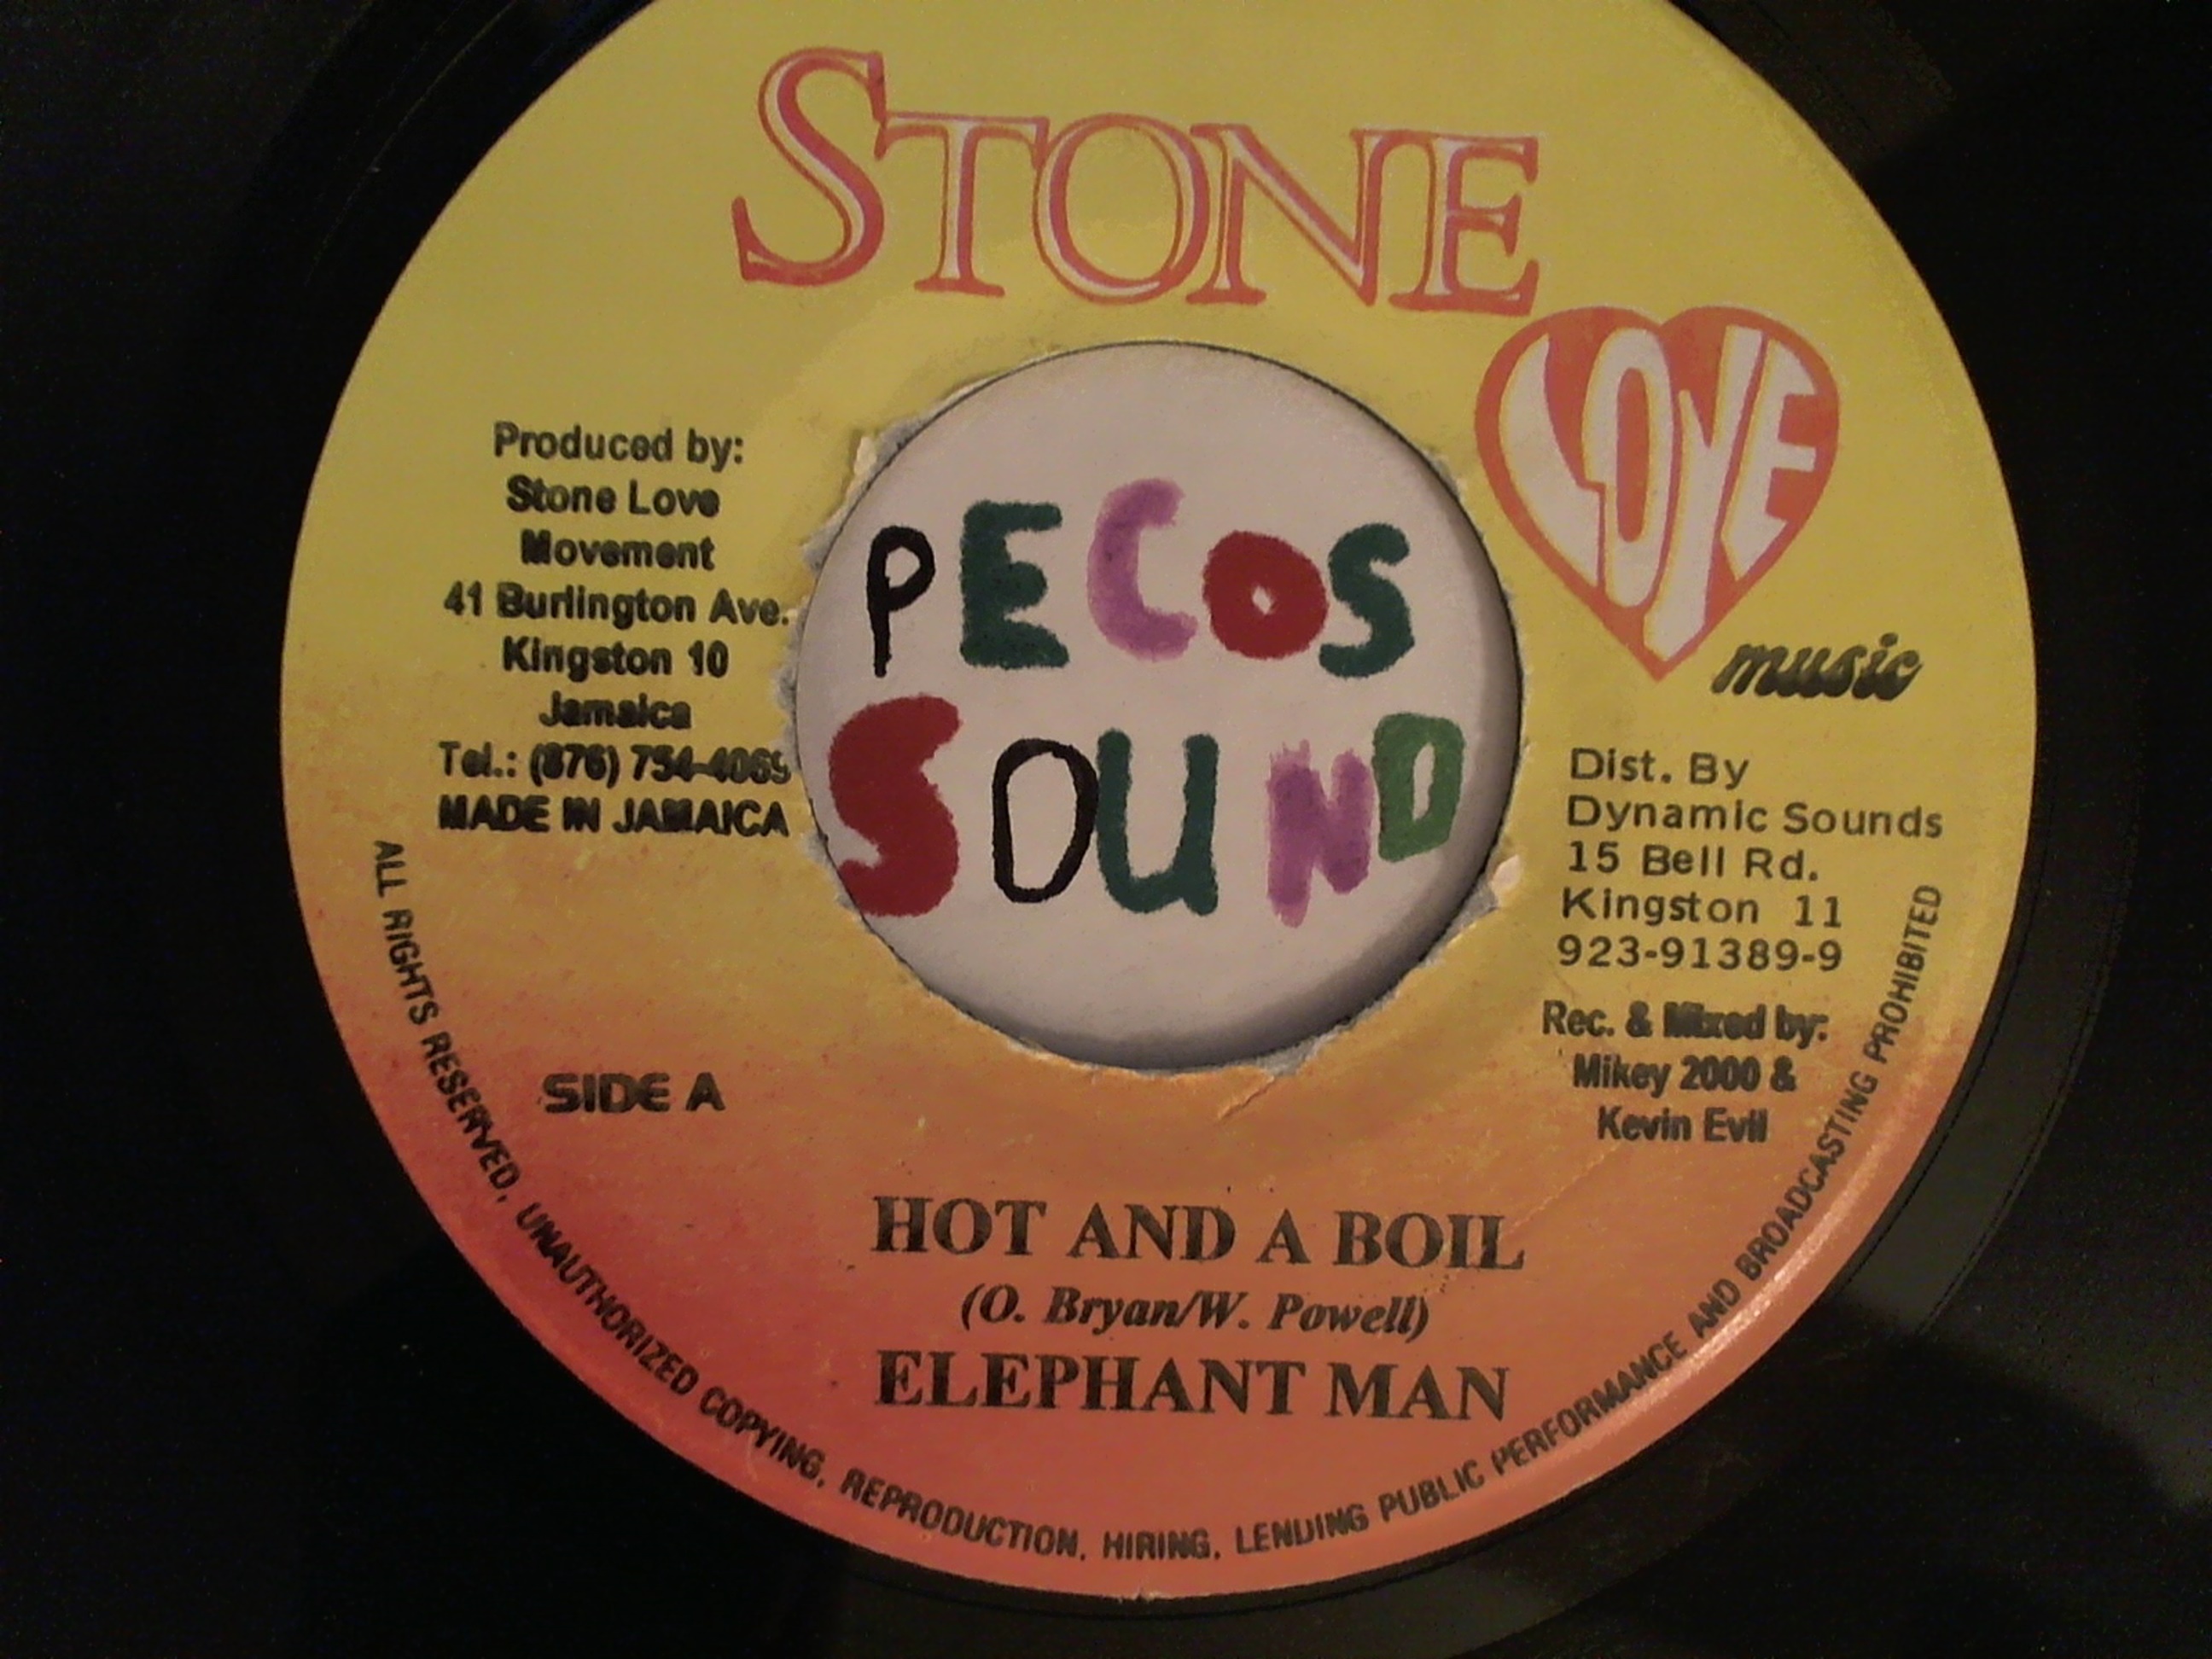 STONE
LOVE
music
Produced by:
Stone Love
Movement
41 Burlington Ave.
Kingston 10
Jamaica
Tel.: (876) 754-4069
MADE IN JAMAICA
PECOS
SOUND
Dist. By
Dynamic Sounds
15 Bell Rd.
Kingston 11
923-91389-9
Rec. & Mixed by:
Mikey 2000 &
Kevin Evil
SIDE A
HOT AND A BOIL
(O. Bryan/W. Powell)
ELEPHANT MAN
ALL RIGHTS RESERVED, UNAUTHORIZED COPYING, REPRODUCTION, HIRING, LENDING PUBLIC PERFORMANCE AND BROADCASTING PROHIBITED